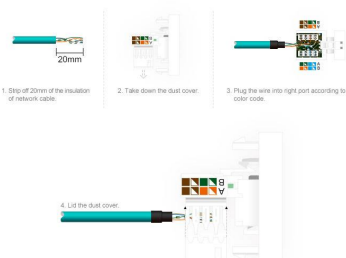 20mm
1. Strip off 20mm of the insulation
of network cable.
2. Take down the dust cover.
3. Plug the wire into right port according to
color code.
B
A
4. Lid the dust cover.